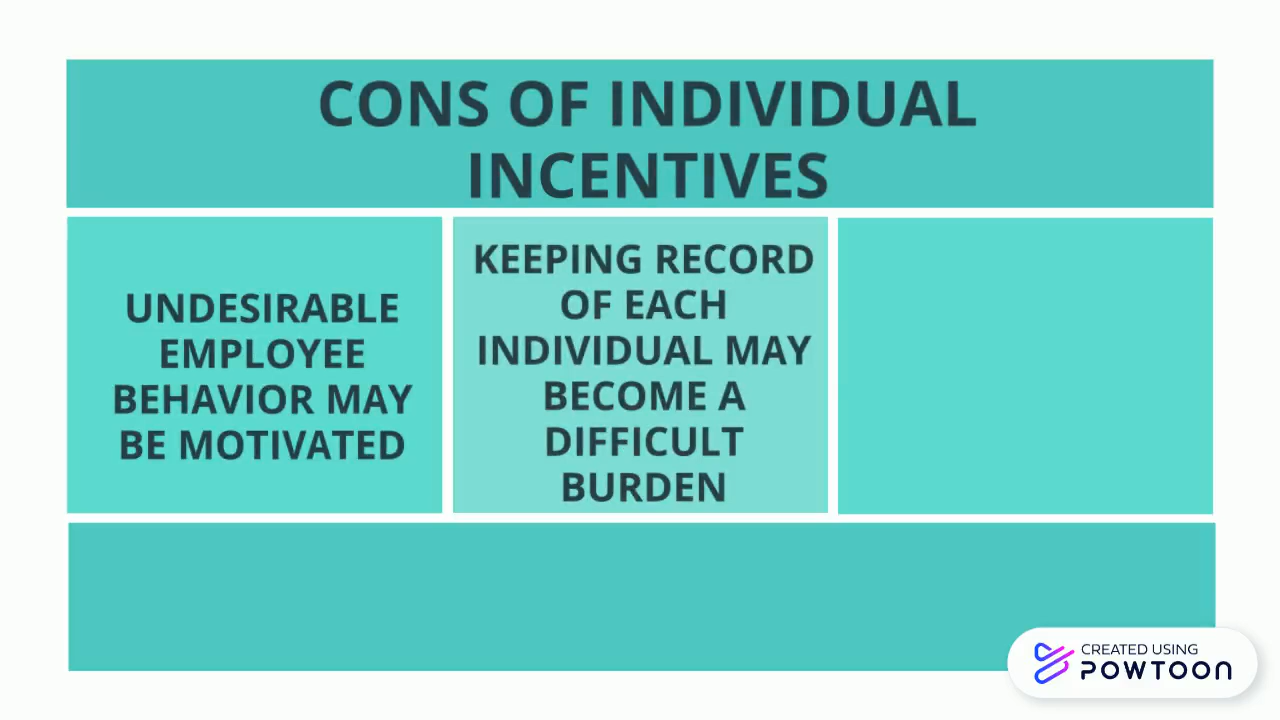 CONS OF INDIVIDUAL
INCENTIVES
UNDESIRABLE
EMPLOYEE
BEHAVIOR MAY
BE MOTIVATED
KEEPING RECORD
OF EACH
INDIVIDUAL MAY
BECOME A
DIFFICULT
BURDEN
CREATED USING
POWTOON